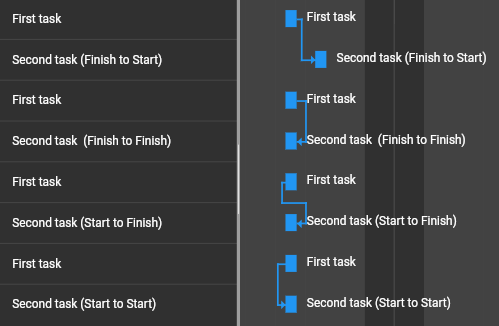 First task
First task
Second task (Finish to Start)
Second task (Finish to Start)
First task
First task
Second task  (Finish to Finish)
Second task  (Finish to Finish)
First task
First task
Second task (Start to Finish)
Second task (Start to Finish)
First task
First task
Second task (Start to Start)
Second task (Start to Start)